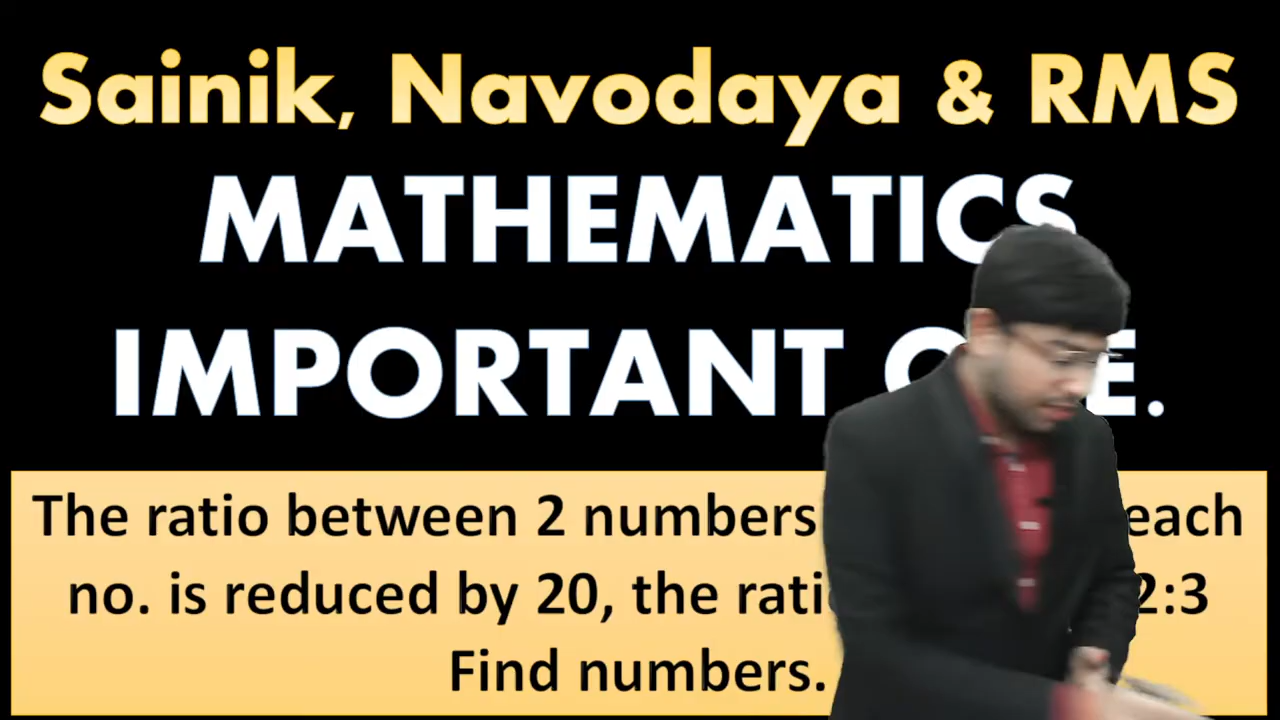 Sainik, Navodaya & RMS
MATHEMATICS
IMPORTANT
The ratio between 2 numbers each
no. is reduced by 20, the 2:3
Find numbers.